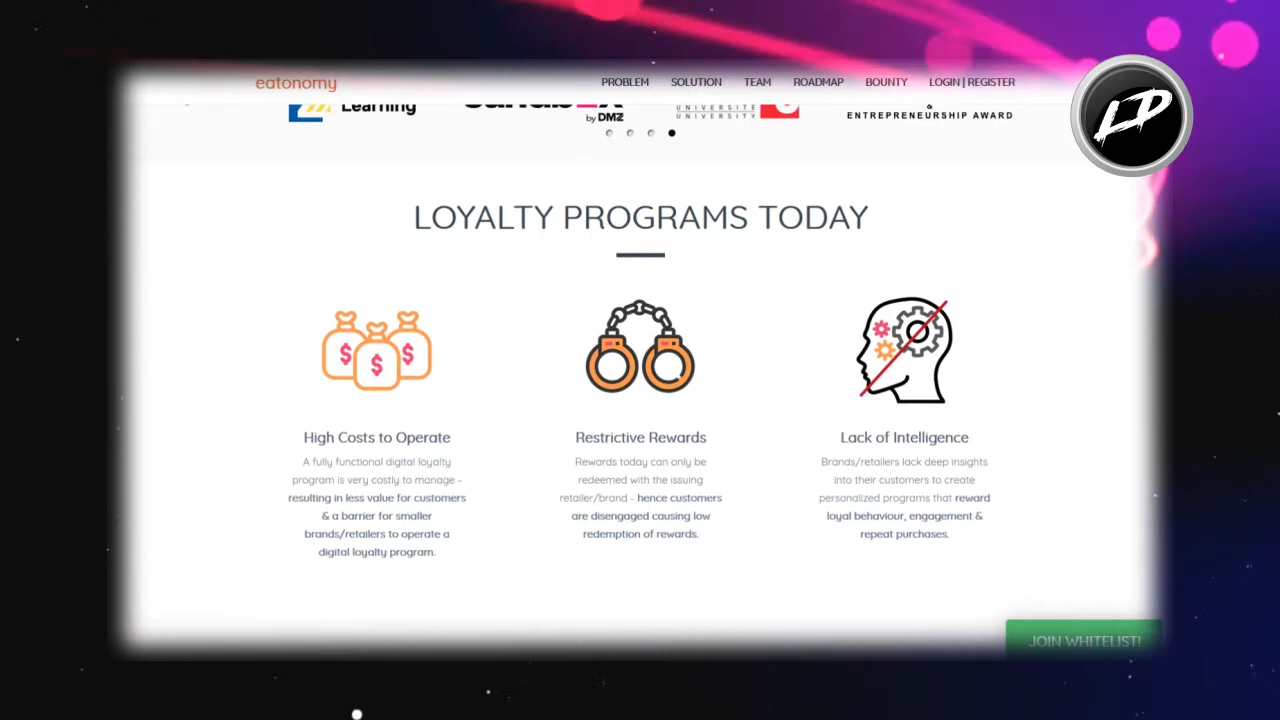 eatonomy
PROBLEM SOLUTION TEAM ROADMAP BOUNTY LOGIN | REGISTER
Learning
by DMZ
UNIVERSITÉ
UNIVERSITY
&
ENTREPRENEURSHIP AWARD
LD
LOYALTY PROGRAMS TODAY
$ $ $
High Costs to Operate
A fully functional digital loyalty
program is very costly to manage -
resulting in less value for customers
& a barrier for smaller
brands/retailers to operate a
digital loyalty program.
Restrictive Rewards
Rewards today can only be
redeemed with the issuing
retailer/brand - hence customers
are disengaged causing low
redemption of rewards.
Lack of Intelligence
Brands/retailers lack deep insights
into their customers to create
personalized programs that reward
loyal behaviour, engagement &
repeat purchases.
JOIN WHITELIST!